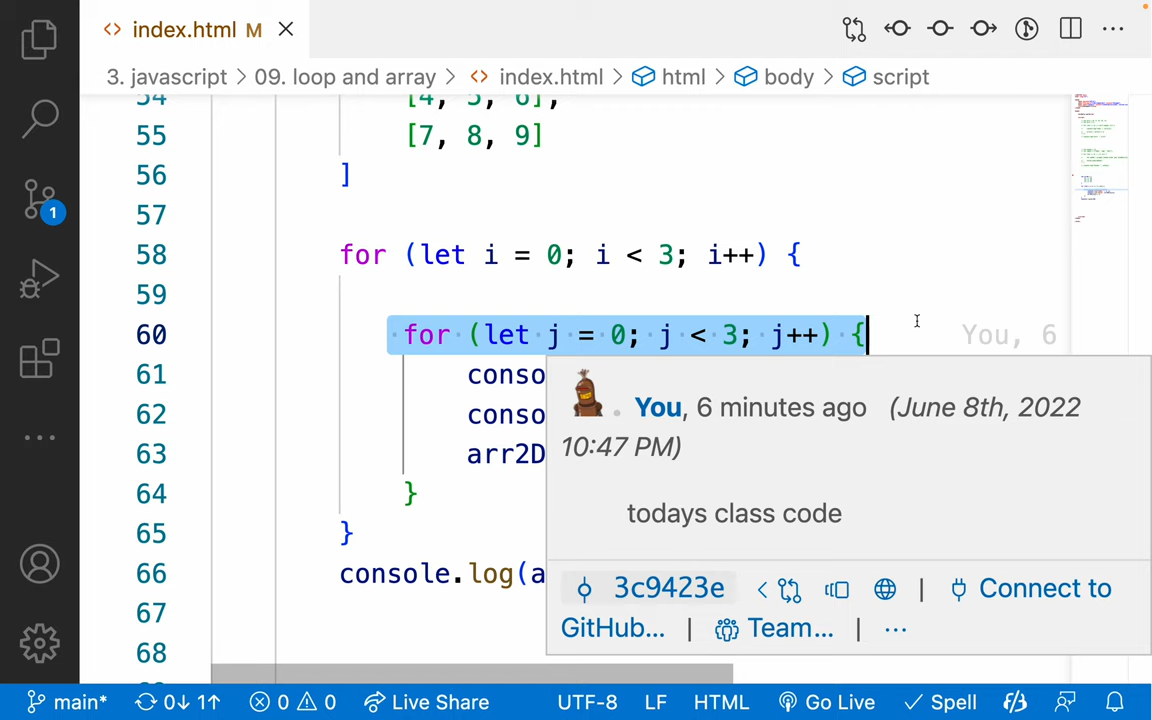 index.html M
3. javascript > 09. loop and array > index.html > html > body > script
54 [4, 5, 6],
55 [7, 8, 9]
56 ]
57
58 for (let i = 0; i < 3; i++) {
59
60 for (let j = 0; j < 3; j++) { You, 6
61 conso
62 conso
63 arr2D
64 }
65 }
66 console.log(a
67
68
You, 6 minutes ago (June 8th, 2022
10:47 PM)
todays class code
3c9423e | Connect to
GitHub... | Team... | ...
1
main* 0↓ 1↑ 0 0 Live Share UTF-8 LF HTML Go Live Spell